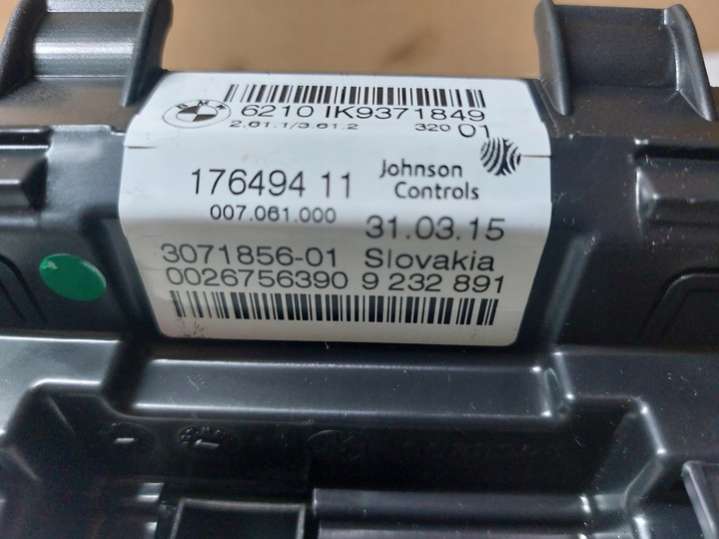 BMW
6210 IK9371849
2.61.1/3.61.2 320 01
176494 11 Johnson Controls
007.061.000 31.03.15
3071856-01 Slovakia
0026756390 9 232 891